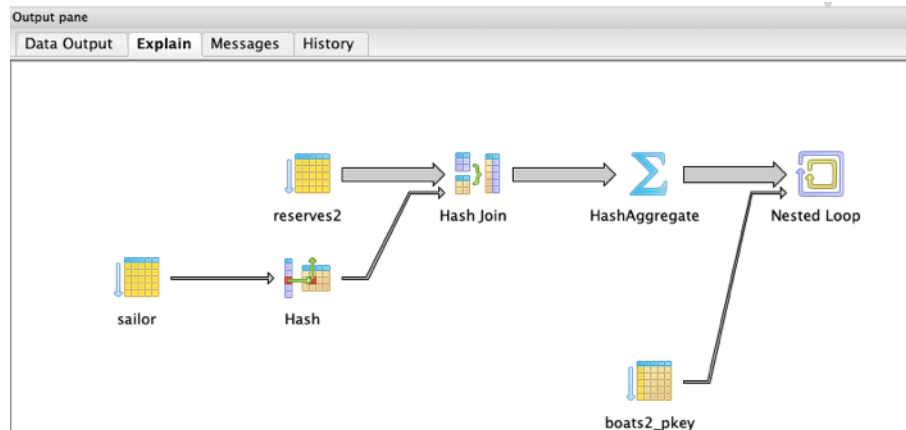 Output pane
Data Output Explain Messages History
reserves2 Hash Join HashAggregate Nested Loop
sailor Hash
boats2_pkey